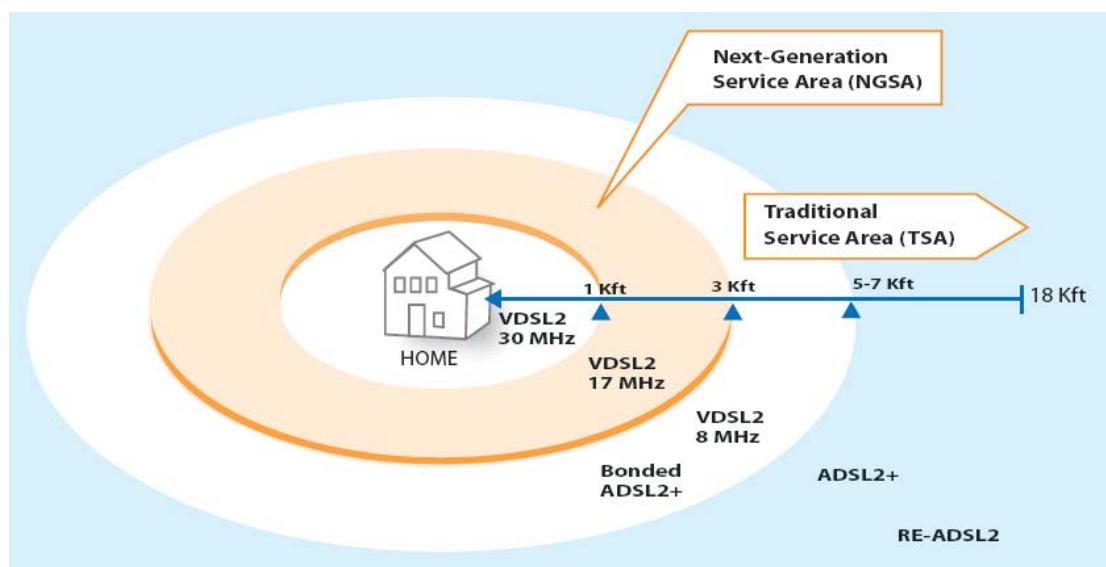 Next-Generation
Service Area (NGSA)
Traditional
Service Area (TSA)
1 Kft
3 Kft
5-7 Kft
18 Kft
VDSL2
30 MHz
HOME
VDSL2
17 MHz
VDSL2
8 MHz
Bonded
ADSL2+
ADSL2+
RE-ADSL2